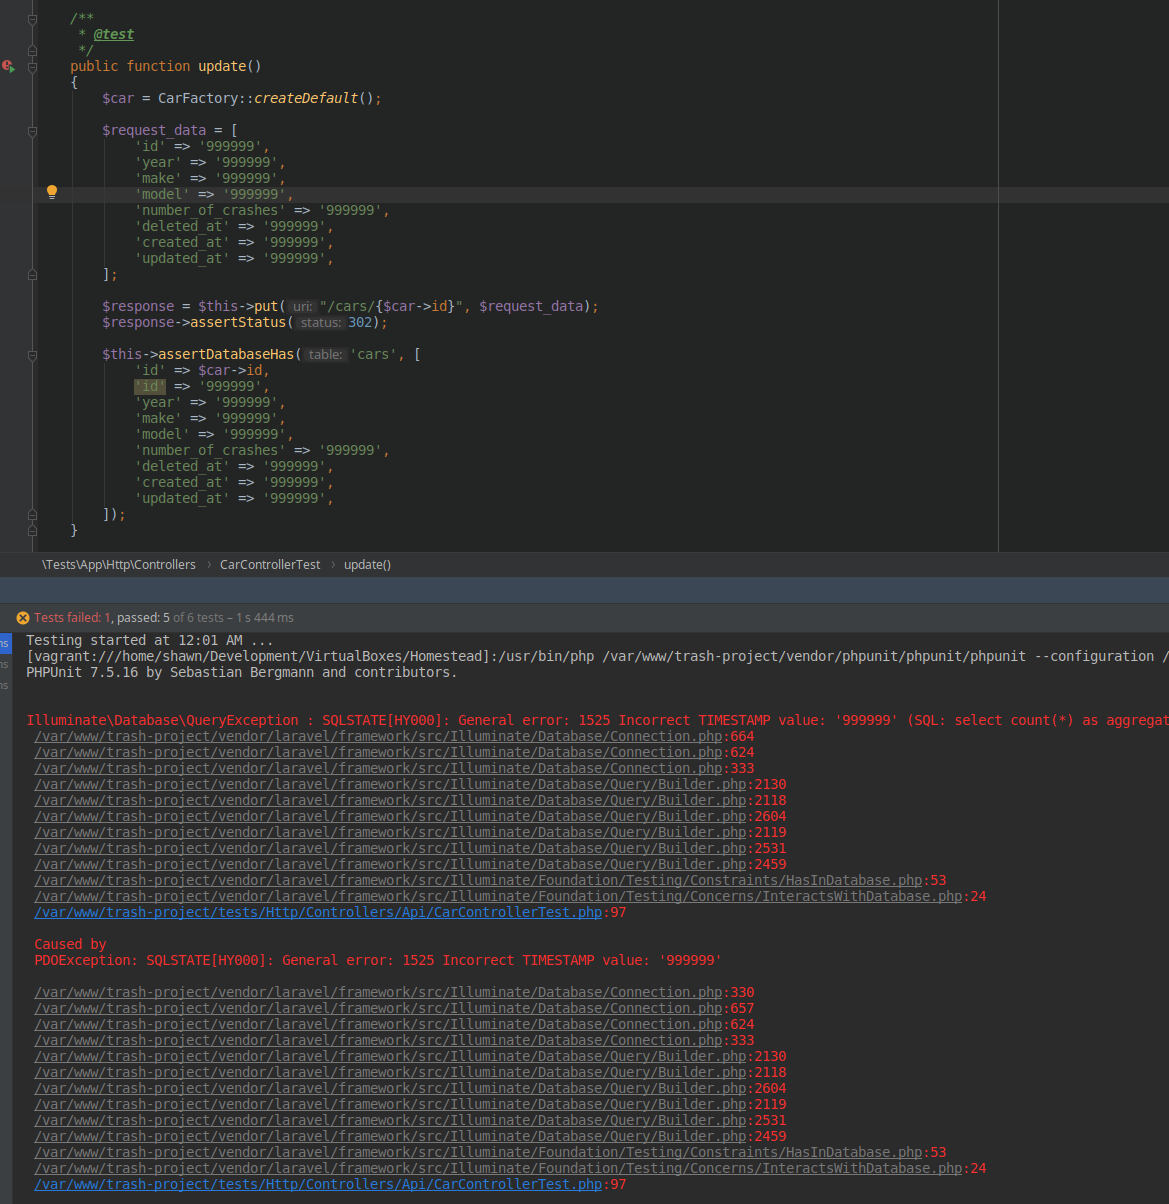 /**
* @test
*/
public function update()
{
$car = CarFactory::createDefault();
$request_data = [
'id' => '999999',
'year' => '999999',
'make' => '999999',
'model' => '999999',
'number_of_crashes' => '999999',
'deleted_at' => '999999',
'created_at' => '999999',
'updated_at' => '999999',
];
$response = $this->put( uri: "/cars/{$car->id}", $request_data);
$response->assertStatus( status: 302);
$this->assertDatabaseHas( table: 'cars', [
'id' => $car->id,
'id' => '999999',
'year' => '999999',
'make' => '999999',
'model' => '999999',
'number_of_crashes' => '999999',
'deleted_at' => '999999',
'created_at' => '999999',
'updated_at' => '999999',
]);
}
\Tests\App\Http\Controllers › CarControllerTest › update()
Tests failed: 1, passed: 5 of 6 tests – 1 s 444 ms
ns
ns
ns
Testing started at 12:01 AM ...
[vagrant:///home/shawn/Development/VirtualBoxes/Homestead]:/usr/bin/php /var/www/trash-project/vendor/phpunit/phpunit/phpunit --configuration /
PHPUnit 7.5.16 by Sebastian Bergmann and contributors.
Illuminate\Database\QueryException : SQLSTATE[HY000]: General error: 1525 Incorrect TIMESTAMP value: '999999' (SQL: select count(*) as aggregat
/var/www/trash-project/vendor/laravel/framework/src/Illuminate/Database/Connection.php:664
/var/www/trash-project/vendor/laravel/framework/src/Illuminate/Database/Connection.php:624
/var/www/trash-project/vendor/laravel/framework/src/Illuminate/Database/Connection.php:333
/var/www/trash-project/vendor/laravel/framework/src/Illuminate/Database/Query/Builder.php:2130
/var/www/trash-project/vendor/laravel/framework/src/Illuminate/Database/Query/Builder.php:2118
/var/www/trash-project/vendor/laravel/framework/src/Illuminate/Database/Query/Builder.php:2604
/var/www/trash-project/vendor/laravel/framework/src/Illuminate/Database/Query/Builder.php:2119
/var/www/trash-project/vendor/laravel/framework/src/Illuminate/Database/Query/Builder.php:2531
/var/www/trash-project/vendor/laravel/framework/src/Illuminate/Database/Query/Builder.php:2459
/var/www/trash-project/vendor/laravel/framework/src/Illuminate/Foundation/Testing/Constraints/HasInDatabase.php:53
/var/www/trash-project/vendor/laravel/framework/src/Illuminate/Foundation/Testing/Concerns/InteractsWithDatabase.php:24
/var/www/trash-project/tests/Http/Controllers/Api/CarControllerTest.php:97
Caused by
PDOException: SQLSTATE[HY000]: General error: 1525 Incorrect TIMESTAMP value: '999999'
/var/www/trash-project/vendor/laravel/framework/src/Illuminate/Database/Connection.php:330
/var/www/trash-project/vendor/laravel/framework/src/Illuminate/Database/Connection.php:657
/var/www/trash-project/vendor/laravel/framework/src/Illuminate/Database/Connection.php:624
/var/www/trash-project/vendor/laravel/framework/src/Illuminate/Database/Connection.php:333
/var/www/trash-project/vendor/laravel/framework/src/Illuminate/Database/Query/Builder.php:2130
/var/www/trash-project/vendor/laravel/framework/src/Illuminate/Database/Query/Builder.php:2118
/var/www/trash-project/vendor/laravel/framework/src/Illuminate/Database/Query/Builder.php:2604
/var/www/trash-project/vendor/laravel/framework/src/Illuminate/Database/Query/Builder.php:2119
/var/www/trash-project/vendor/laravel/framework/src/Illuminate/Database/Query/Builder.php:2531
/var/www/trash-project/vendor/laravel/framework/src/Illuminate/Database/Query/Builder.php:2459
/var/www/trash-project/vendor/laravel/framework/src/Illuminate/Foundation/Testing/Constraints/HasInDatabase.php:53
/var/www/trash-project/vendor/laravel/framework/src/Illuminate/Foundation/Testing/Concerns/InteractsWithDatabase.php:24
/var/www/trash-project/tests/Http/Controllers/Api/CarControllerTest.php:97